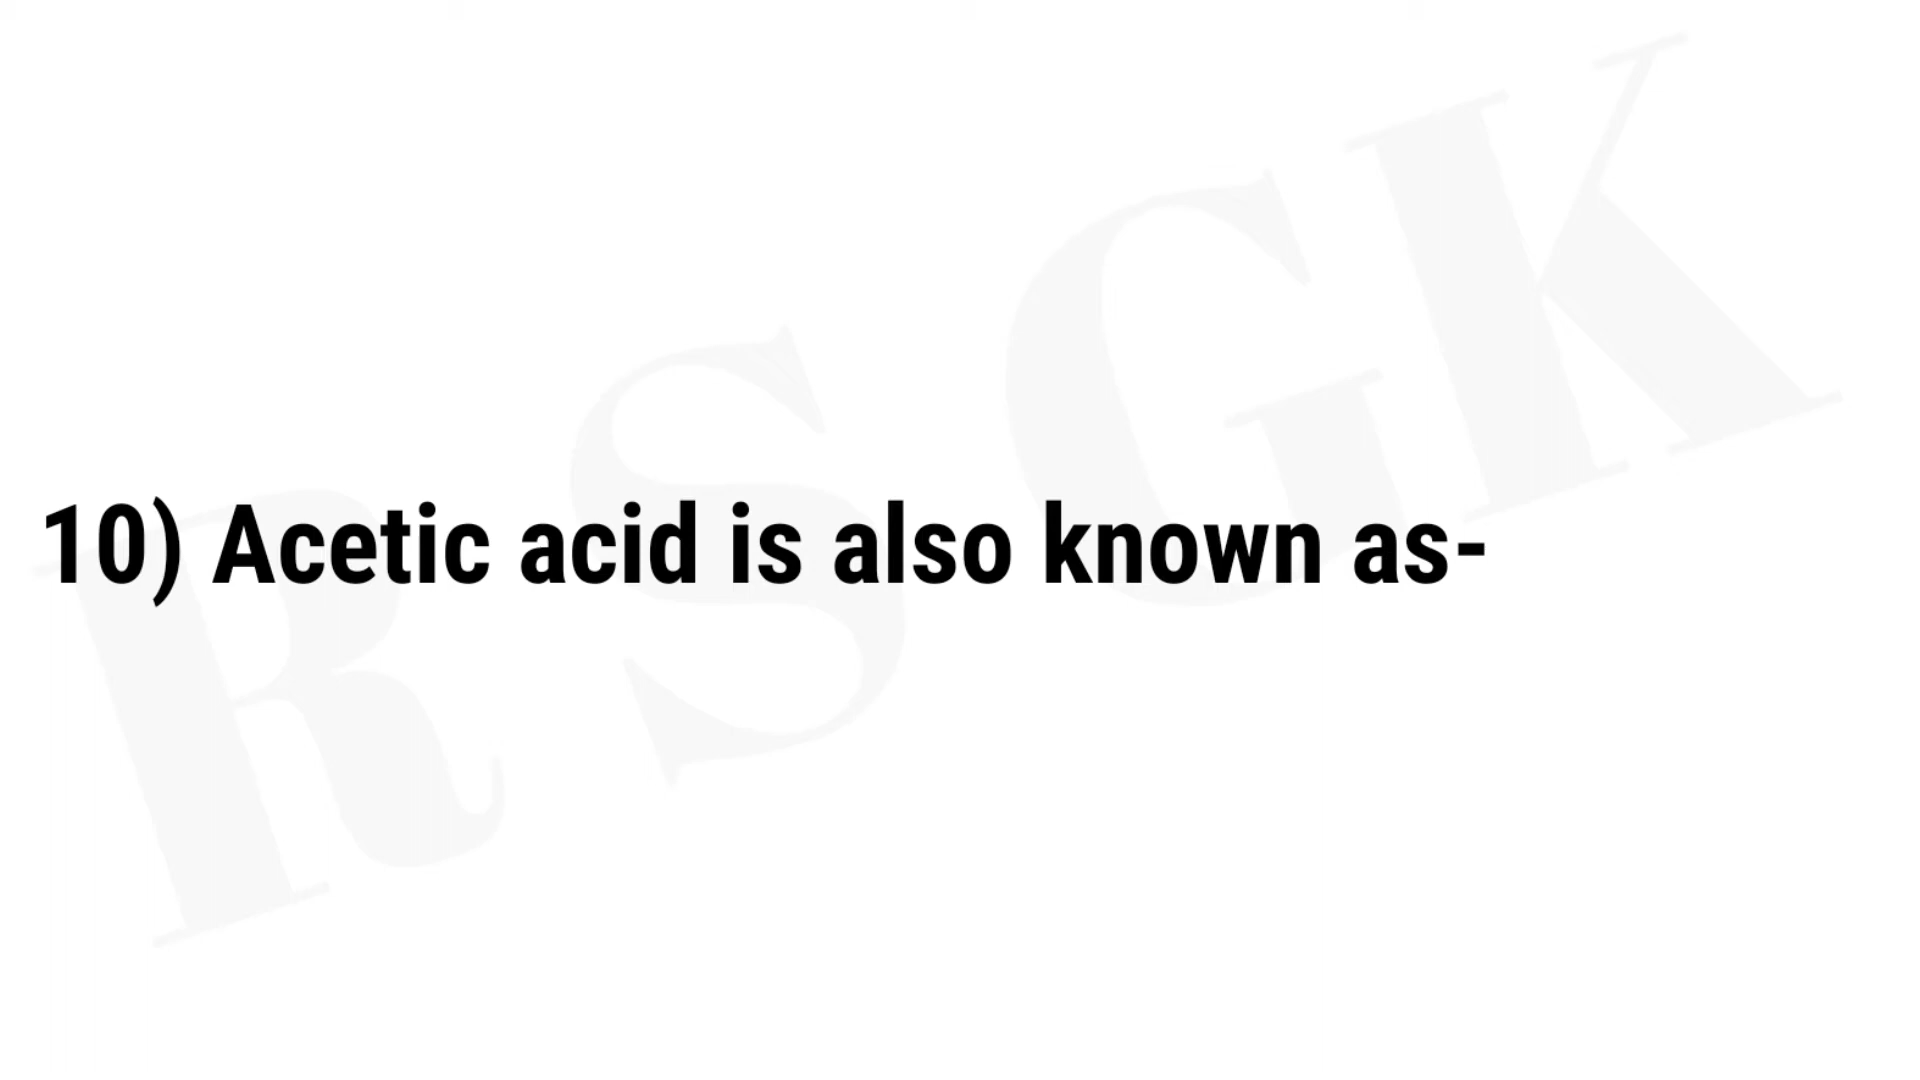 R S G K
10) Acetic acid is also known as-